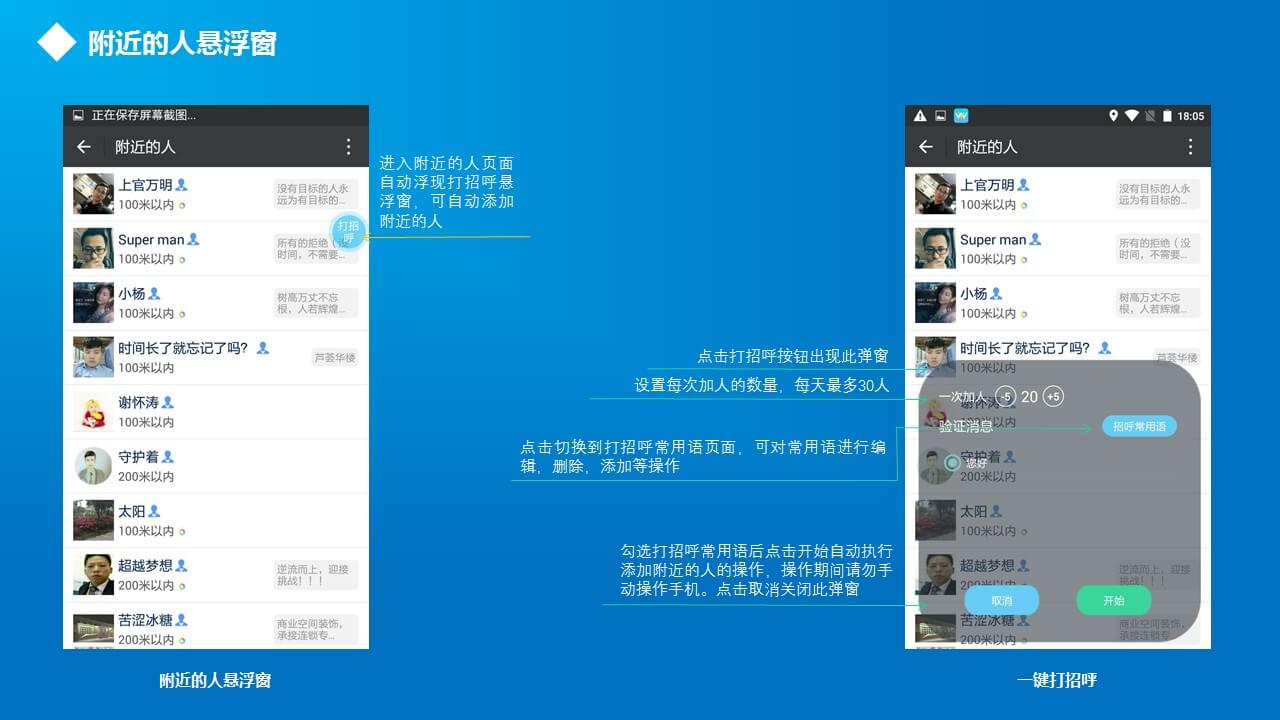 附近的人悬浮窗
正在保存屏幕截图...
附近的人
上官万明
100米以内
没有目标的人永
远为有目标的...
Super man
100米以内
所有的拒绝（没
时间，不需要...
打招
呼
小杨
100米以内
树高万丈不忘
根，人若辉煌...
时间长了就忘记了吗?
100米以内
芦荟华楼
谢怀涛
100米以内
守护着
200米以内
太阳
100米以内
超越梦想
200米以内
逆流而上，迎接
挑战！！！
苦涩冰糖
200米以内
商业空间装饰，
承接连锁专...
附近的人悬浮窗
进入附近的人页面
自动浮现打招呼悬
浮窗，可自动添加
附近的人
点击打招呼按钮出现此弹窗
设置每次加人的数量，每天最多30人
点击切换到打招呼常用语页面，可对常用语进行编
辑，删除，添加等操作
勾选打招呼常用语后点击开始自动执行
添加附近的人的操作，操作期间请勿手
动操作手机。点击取消关闭此弹窗
18:05
附近的人
上官万明
100米以内
没有目标的人永
远为有目标的...
Super man
100米以内
所有的拒绝（没
时间，不需要...
小杨
100米以内
树高万丈不忘
根，人若辉煌...
时间长了就忘记了吗?
100米以内
芦荟华楼
一次加人 -5 20 +5
谢怀涛
100米以内
验证消息
招呼常用语
守护着
您好
200米以内
太阳
100米以内
超越梦想
200米以内
逆流而上，迎接
挑战！！！
取消
开始
苦涩冰糖
200米以内
商业空间装饰，
承接连锁专...
一键打招呼